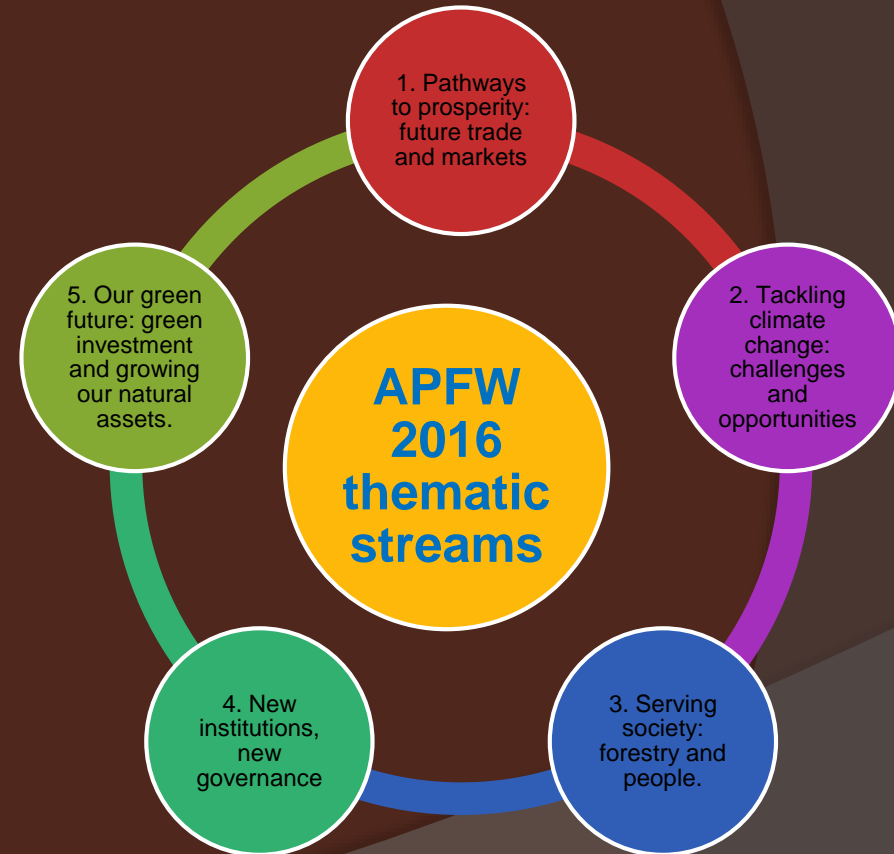 1. Pathways
to prosperity:
future trade
and markets
2. Tackling
climate
change:
challenges
and
opportunities
3. Serving
society:
forestry and
people.
4. New
institutions,
new
governance
5. Our green
future: green
investment
and growing
our natural
assets.
APFW
2016
thematic
streams